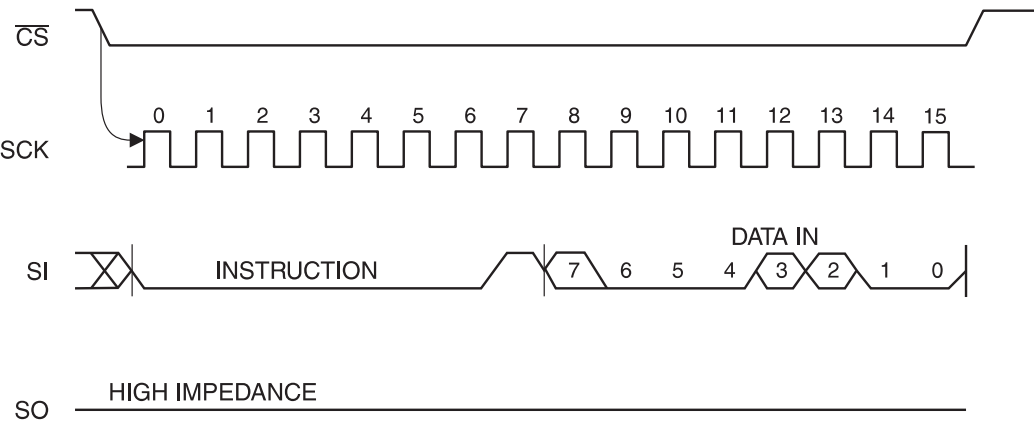 CS
0 1 2 3 4 5 6 7 8 9 10 11 12 13 14 15
SCK
DATA IN
SI INSTRUCTION 7 6 5 4 3 2 1 0
HIGH IMPEDANCE
SO